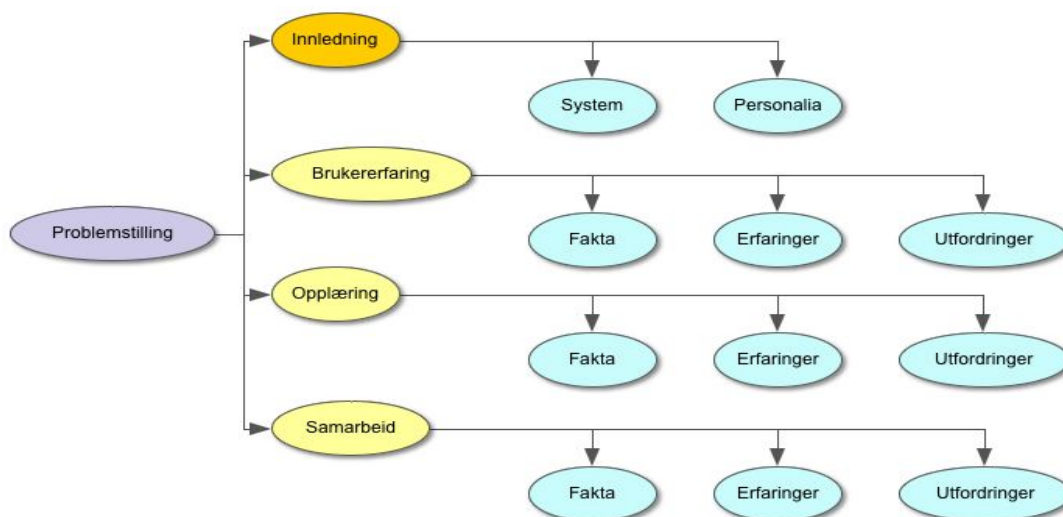 Innledning
System
Personalia
Brukererfaring
Problemstilling
Fakta
Erfaringer
Utfordringer
Opplæring
Fakta
Erfaringer
Utfordringer
Samarbeid
Fakta
Erfaringer
Utfordringer